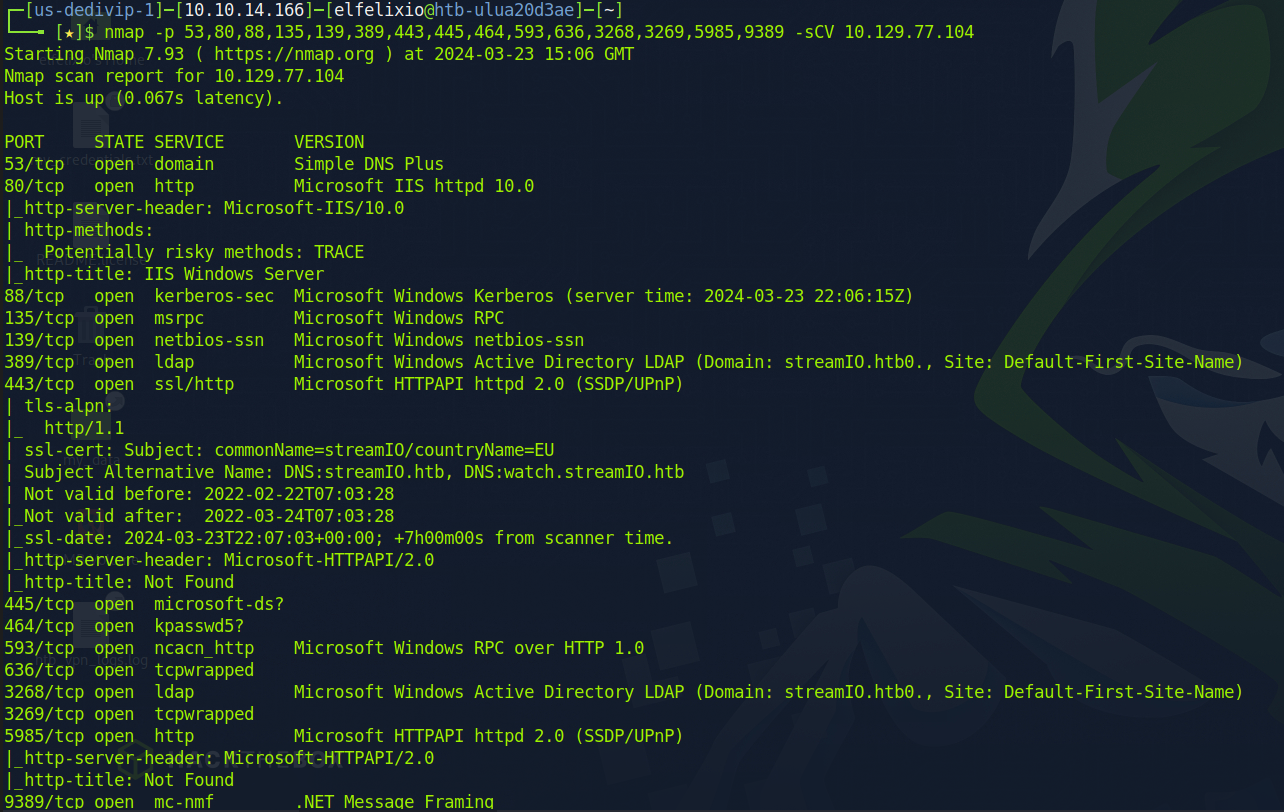 ┌─[us-dedivip-1]─[10.10.14.166]─[elfelixio@htb-ulua20d3ae]─[~]
└──╼ [★]$ nmap -p 53,80,88,135,139,389,443,445,464,593,636,3268,3269,5985,9389 -sCV 10.129.77.104
Starting Nmap 7.93 ( https://nmap.org ) at 2024-03-23 15:06 GMT
Nmap scan report for 10.129.77.104
Host is up (0.067s latency).
PORT     STATE SERVICE       VERSION
53/tcp   open  domain        Simple DNS Plus
80/tcp   open  http          Microsoft IIS httpd 10.0
|_http-server-header: Microsoft-IIS/10.0
| http-methods:
|_  Potentially risky methods: TRACE
|_http-title: IIS Windows Server
88/tcp   open  kerberos-sec  Microsoft Windows Kerberos (server time: 2024-03-23 22:06:15Z)
135/tcp  open  msrpc         Microsoft Windows RPC
139/tcp  open  netbios-ssn   Microsoft Windows netbios-ssn
389/tcp  open  ldap          Microsoft Windows Active Directory LDAP (Domain: streamIO.htb0., Site: Default-First-Site-Name)
443/tcp  open  ssl/http      Microsoft HTTPAPI httpd 2.0 (SSDP/UPnP)
| tls-alpn:
|_  http/1.1
| ssl-cert: Subject: commonName=streamIO/countryName=EU
| Subject Alternative Name: DNS:streamIO.htb, DNS:watch.streamIO.htb
| Not valid before: 2022-02-22T07:03:28
|_Not valid after:  2022-03-24T07:03:28
|_ssl-date: 2024-03-23T22:07:03+00:00; +7h00m00s from scanner time.
|_http-server-header: Microsoft-HTTPAPI/2.0
|_http-title: Not Found
445/tcp  open  microsoft-ds?
464/tcp  open  kpasswd5?
593/tcp  open  ncacn_http    Microsoft Windows RPC over HTTP 1.0
636/tcp  open  tcpwrapped
3268/tcp open  ldap          Microsoft Windows Active Directory LDAP (Domain: streamIO.htb0., Site: Default-First-Site-Name)
3269/tcp open  tcpwrapped
5985/tcp open  http          Microsoft HTTPAPI httpd 2.0 (SSDP/UPnP)
|_http-server-header: Microsoft-HTTPAPI/2.0
|_http-title: Not Found
9389/tcp open  mc-nmf        .NET Message Framing